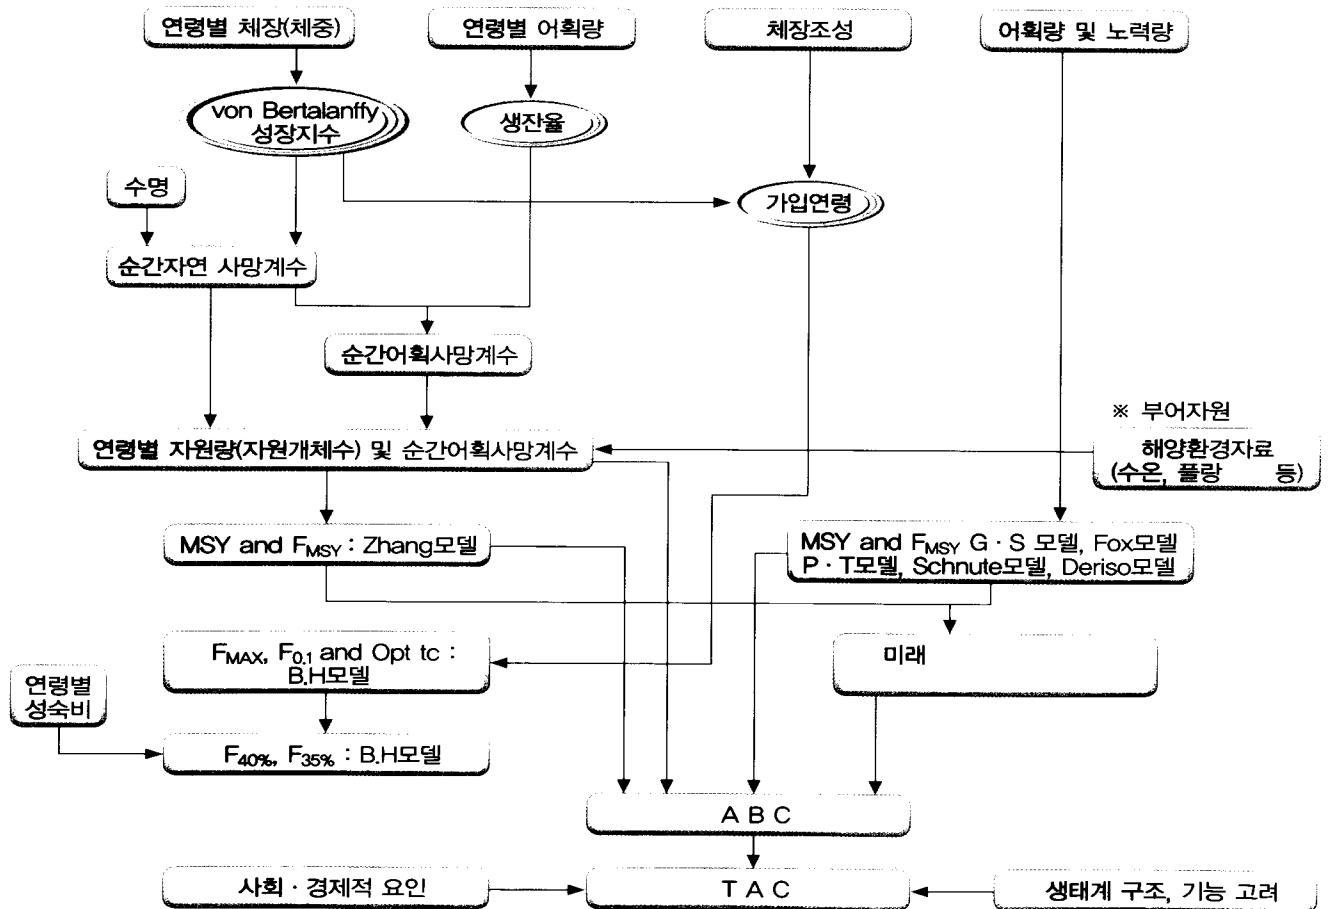 연령별 체장(체중)
연령별 어획량
체장조성
어획량 및 노력량
von Bertalanffy
성장지수
생잔율
수명
가입연령
순간자연 사망계수
순간어획사망계수
※ 부어자원
연령별 자원량(자원개체수) 및 순간어획사망계수
해양환경자료
(수온, 풀랑 등)
MSY and FMSY : Zhang모델
MSY and FMSY G · S 모델, Fox모델
P · T모델, Schnute모델, Deriso모델
FMAX, F0.1 and Opt tc :
B.H모델
미래
연령별
성숙비
F40%, F35% : B.H모델
A B C
사회 · 경제적 요인
T A C
생태계 구조, 기능 고려